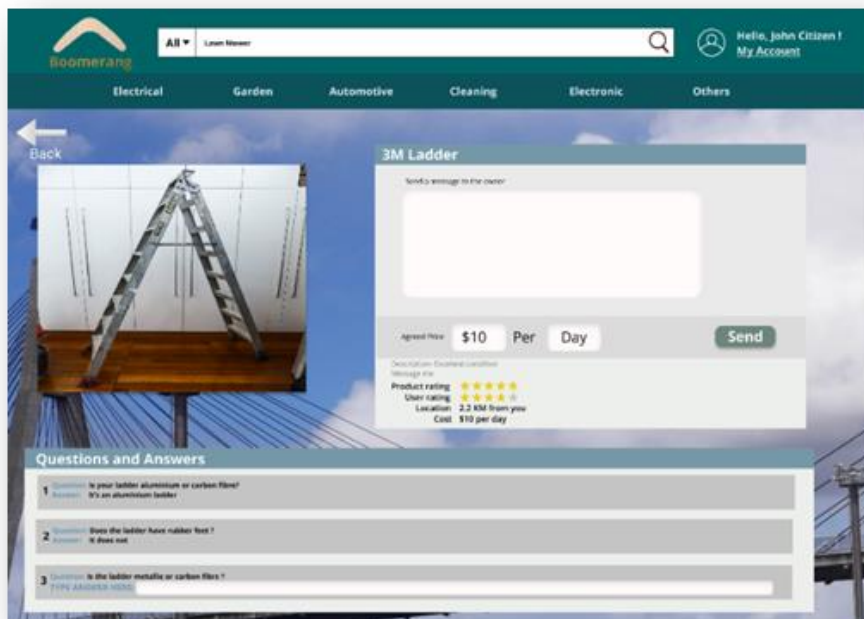 Boomerang
All ▾
Lawn Mower
Hello, John Citizen !
My Account
Electrical
Garden
Automotive
Cleaning
Electronic
Others
Back
3M Ladder
Send a message to the owner
Agreed Price
$10
Per
Day
Send
Description: Excellent condition
Message me
Product rating
User rating
Location 2.2 KM from you
Cost $10 per day
Questions and Answers
1 Question: Is your ladder aluminium or carbon fibre?
Answer: It's an aluminium ladder
2 Question: Does the ladder have rubber feet ?
Answer: It does not
3 Question: Is the ladder metallic or carbon fibre ?
TYPE ANSWER HERE: